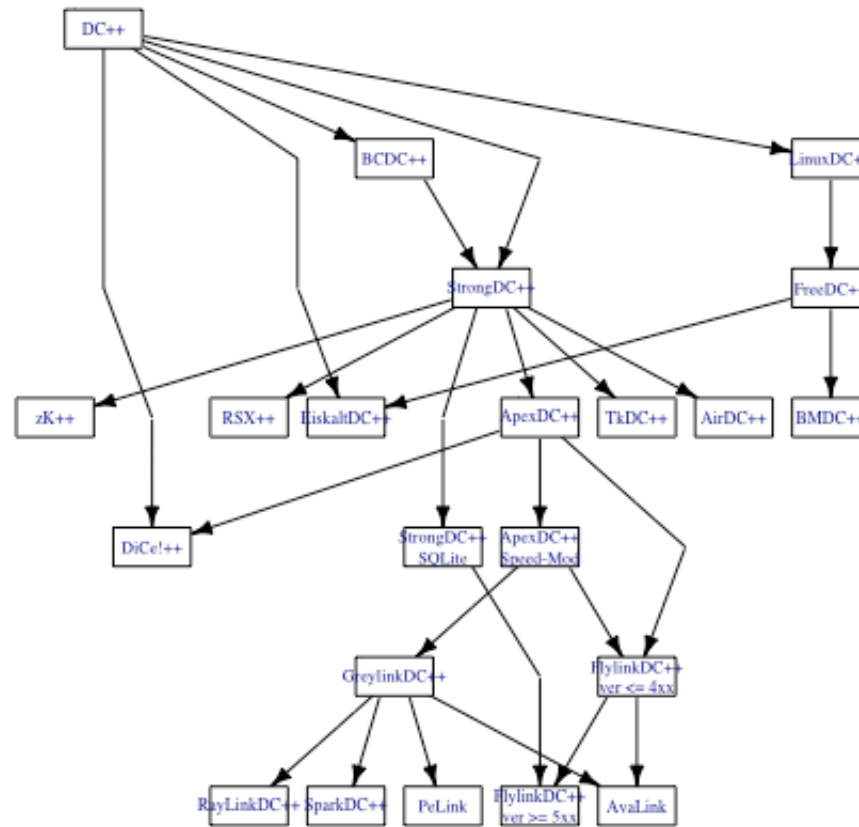 DC++
BCDC++
LinuxDC++
StrongDC++
FreeDC++
zK++
RSX++
EiskaltDC++
ApexDC++
TkDC++
AirDC++
BMDC++
DiCe!++
StrongDC++
SQLite
ApexDC++
Speed-Mod
GreylinkDC++
FlylinkDC++
ver <= 4xx
RayLinkDC++
SparkDC++
PeLink
FlylinkDC++
ver >= 5xx
AvaLink